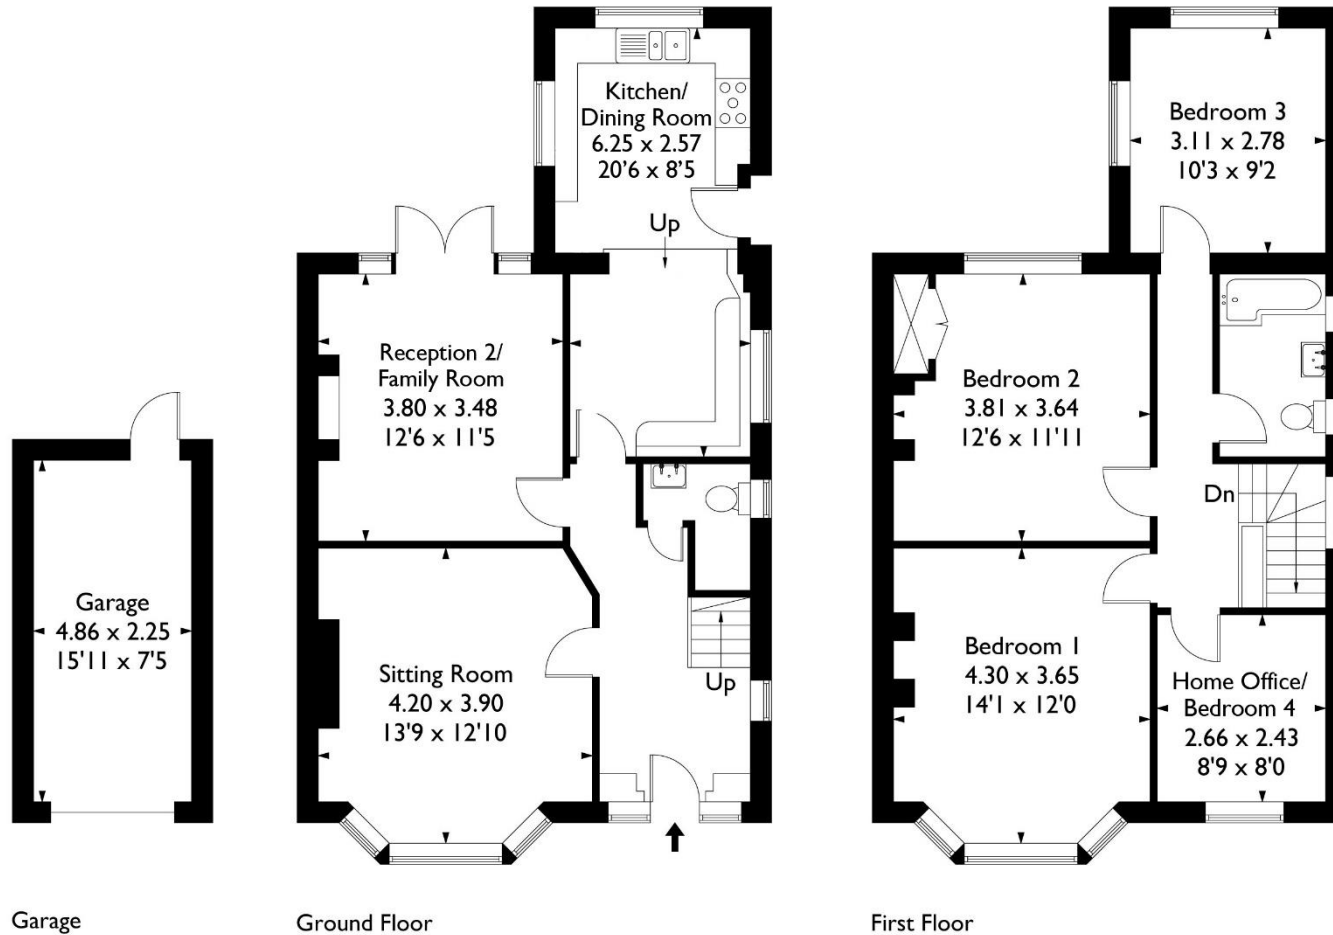 Kitchen/
Dining Room
6.25 x 2.57
20'6 x 8'5
Up
Reception 2/
Family Room
3.80 x 3.48
12'6 x 11'5
Sitting Room
4.20 x 3.90
13'9 x 12'10
Up
Garage
4.86 x 2.25
15'11 x 7'5
Bedroom 3
3.11 x 2.78
10'3 x 9'2
Bedroom 2
3.81 x 3.64
12'6 x 11'11
Dn
Bedroom 1
4.30 x 3.65
14'1 x 12'0
Home Office/
Bedroom 4
2.66 x 2.43
8'9 x 8'0
Garage
Ground Floor
First Floor